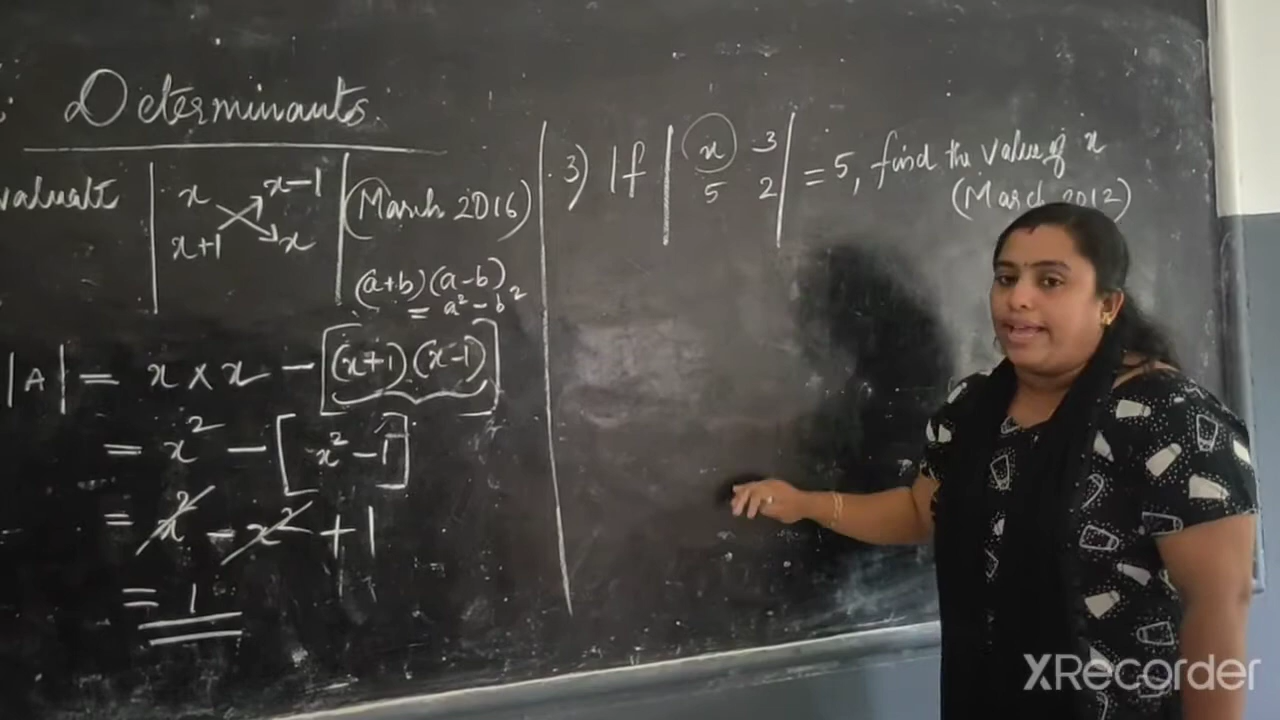 : Determinants
valuate | x x-1 | (March 2016)
| x+1 x |
(a+b)(a-b)
= a² - b²
|A| = x × x - [(x+1)(x-1)]
= x² - [x² - 1]
= x² - x² + 1
= 1
3) If | x 3 | = 5, find the value of x
| 5 2 | (March 2012)
XRecorder